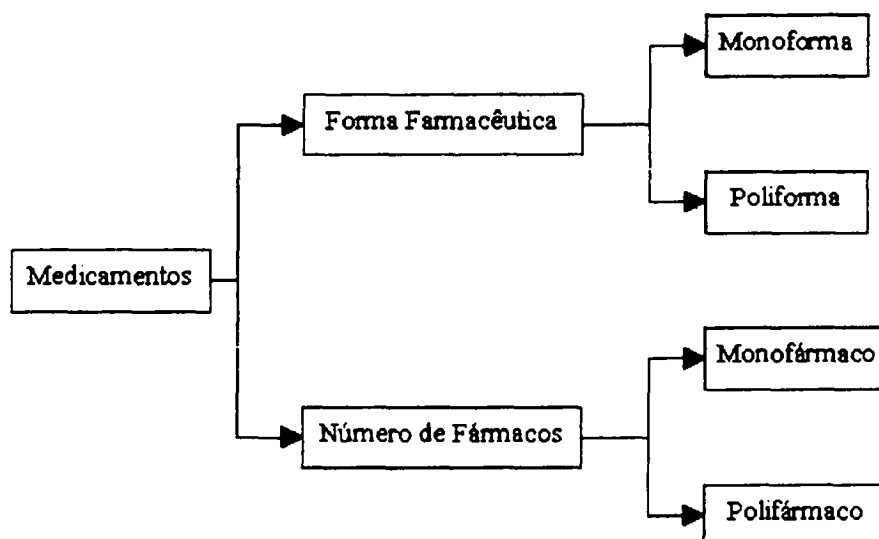 Monoforma
Forma Farmacêutica
Poliforma
Medicamentos
Monofármaco
Número de Fármacos
Polifármaco